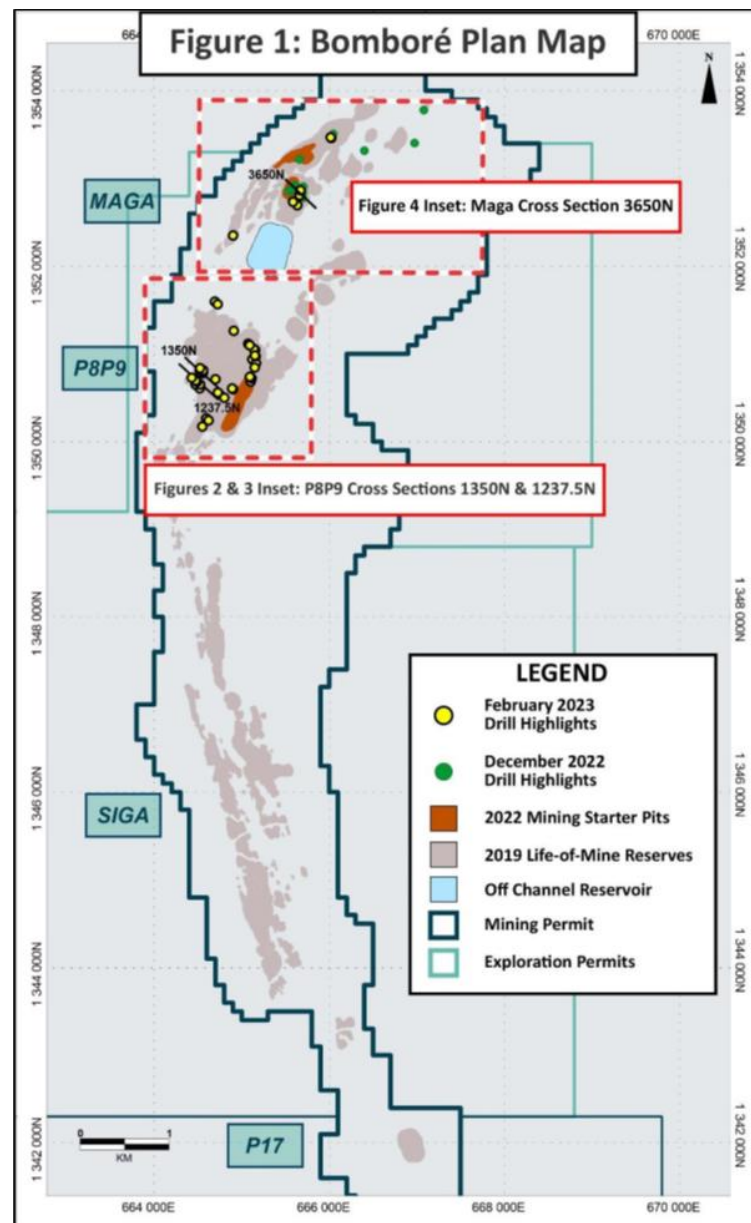 Figure 1: Bomboré Plan Map
664
670 000E
N
1 354 000N
1 354 000N
3650N
MAGA
Figure 4 Inset: Maga Cross Section 3650N
1 352 000N
1 352 000N
1350N
P8P9
1237.5N
1 350 000N
1 350 000N
Figures 2 & 3 Inset: P8P9 Cross Sections 1350N & 1237.5N
1 348 000N
1 348 000N
LEGEND
February 2023
Drill Highlights
December 2022
Drill Highlights
2022 Mining Starter Pits
2019 Life-of-Mine Reserves
Off Channel Reservoir
Mining Permit
Exploration Permits
1 346 000N
1 346 000N
SIGA
1 344 000N
1 344 000N
P17
0 1
KM
1 342 000N
1 342 000N
664 000E 666 000E 668 000E 670 000E